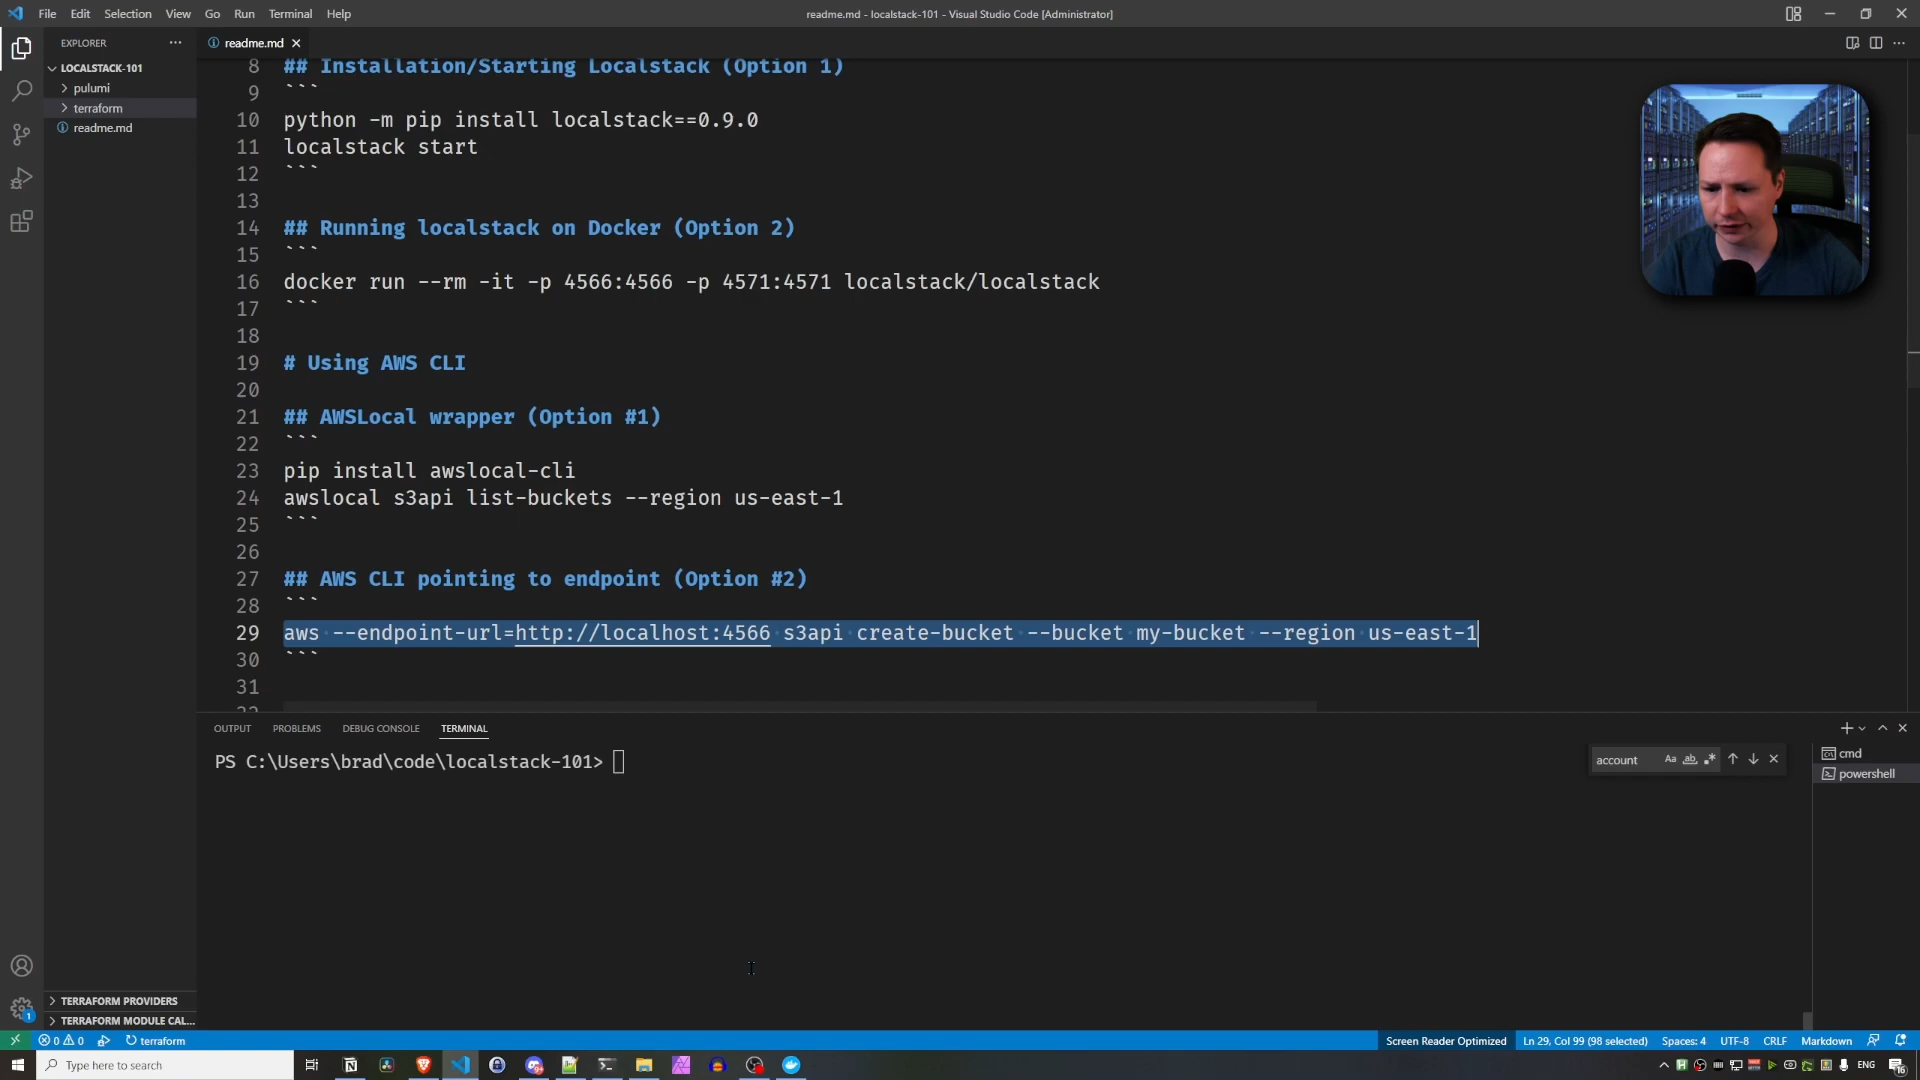 File Edit Selection View Go Run Terminal Help
readme.md - localstack-101 - Visual Studio Code [Administrator]
EXPLORER
readme.md
LOCALSTACK-101
pulumi
terraform
readme.md
8 ## Installation/Starting Localstack (Option 1)
9 ```
10 python -m pip install localstack==0.9.0
11 localstack start
12 ```
13
14 ## Running localstack on Docker (Option 2)
15 ```
16 docker run --rm -it -p 4566:4566 -p 4571:4571 localstack/localstack
17 ```
18
19 # Using AWS CLI
20
21 ## AWSLocal wrapper (Option #1)
22 ```
23 pip install awslocal-cli
24 awslocal s3api list-buckets --region us-east-1
25 ```
26
27 ## AWS CLI pointing to endpoint (Option #2)
28 ```
29 aws --endpoint-url=http://localhost:4566 s3api create-bucket --bucket my-bucket --region us-east-1
30 ```
31
OUTPUT PROBLEMS DEBUG CONSOLE TERMINAL
PS C:\Users\brad\code\localstack-101>
account Aa ab
cmd
powershell
TERRAFORM PROVIDERS
TERRAFORM MODULE CAL...
0 0 terraform
Screen Reader Optimized Ln 29, Col 99 (98 selected) Spaces: 4 UTF-8 CRLF Markdown
Type here to search
ENG
16